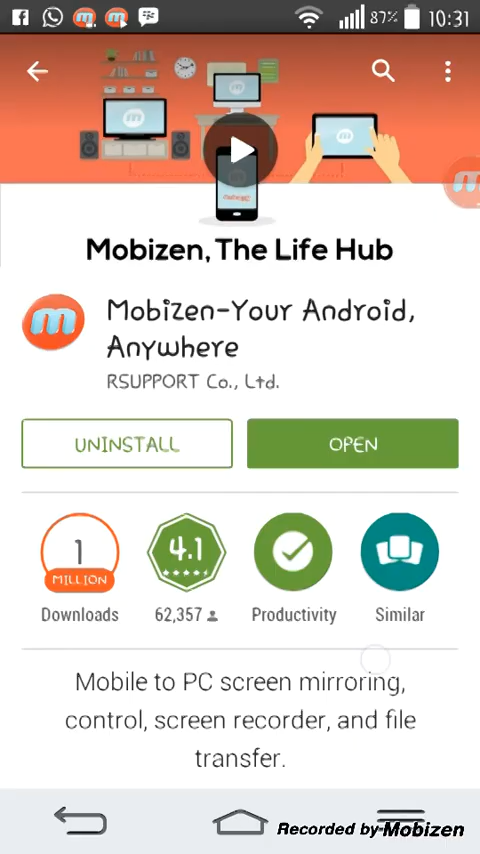 87% 10:31
Mobizen, The Life Hub
m
Mobizen-Your Android,
Anywhere
RSUPPORT Co., Ltd.
UNINSTALL
OPEN
1
MILLION
4.1
Downloads
62,357
Productivity
Similar
Mobile to PC screen mirroring,
control, screen recorder, and file
transfer.
Recorded by Mobizen